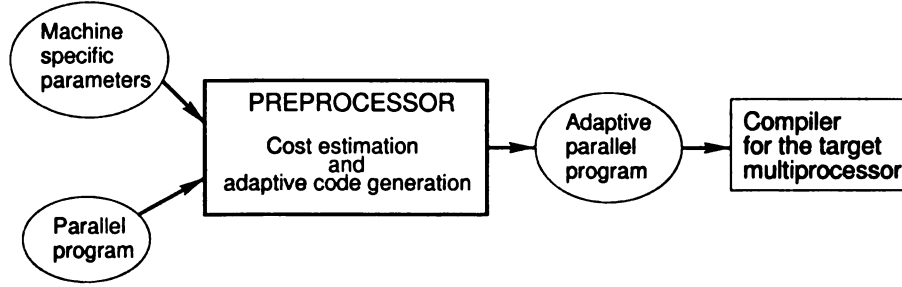 Machine
specific
parameters
Parallel
program
PREPROCESSOR
Cost estimation
and
adaptive code generation
Adaptive
parallel
program
Compiler
for the target
multiprocessor